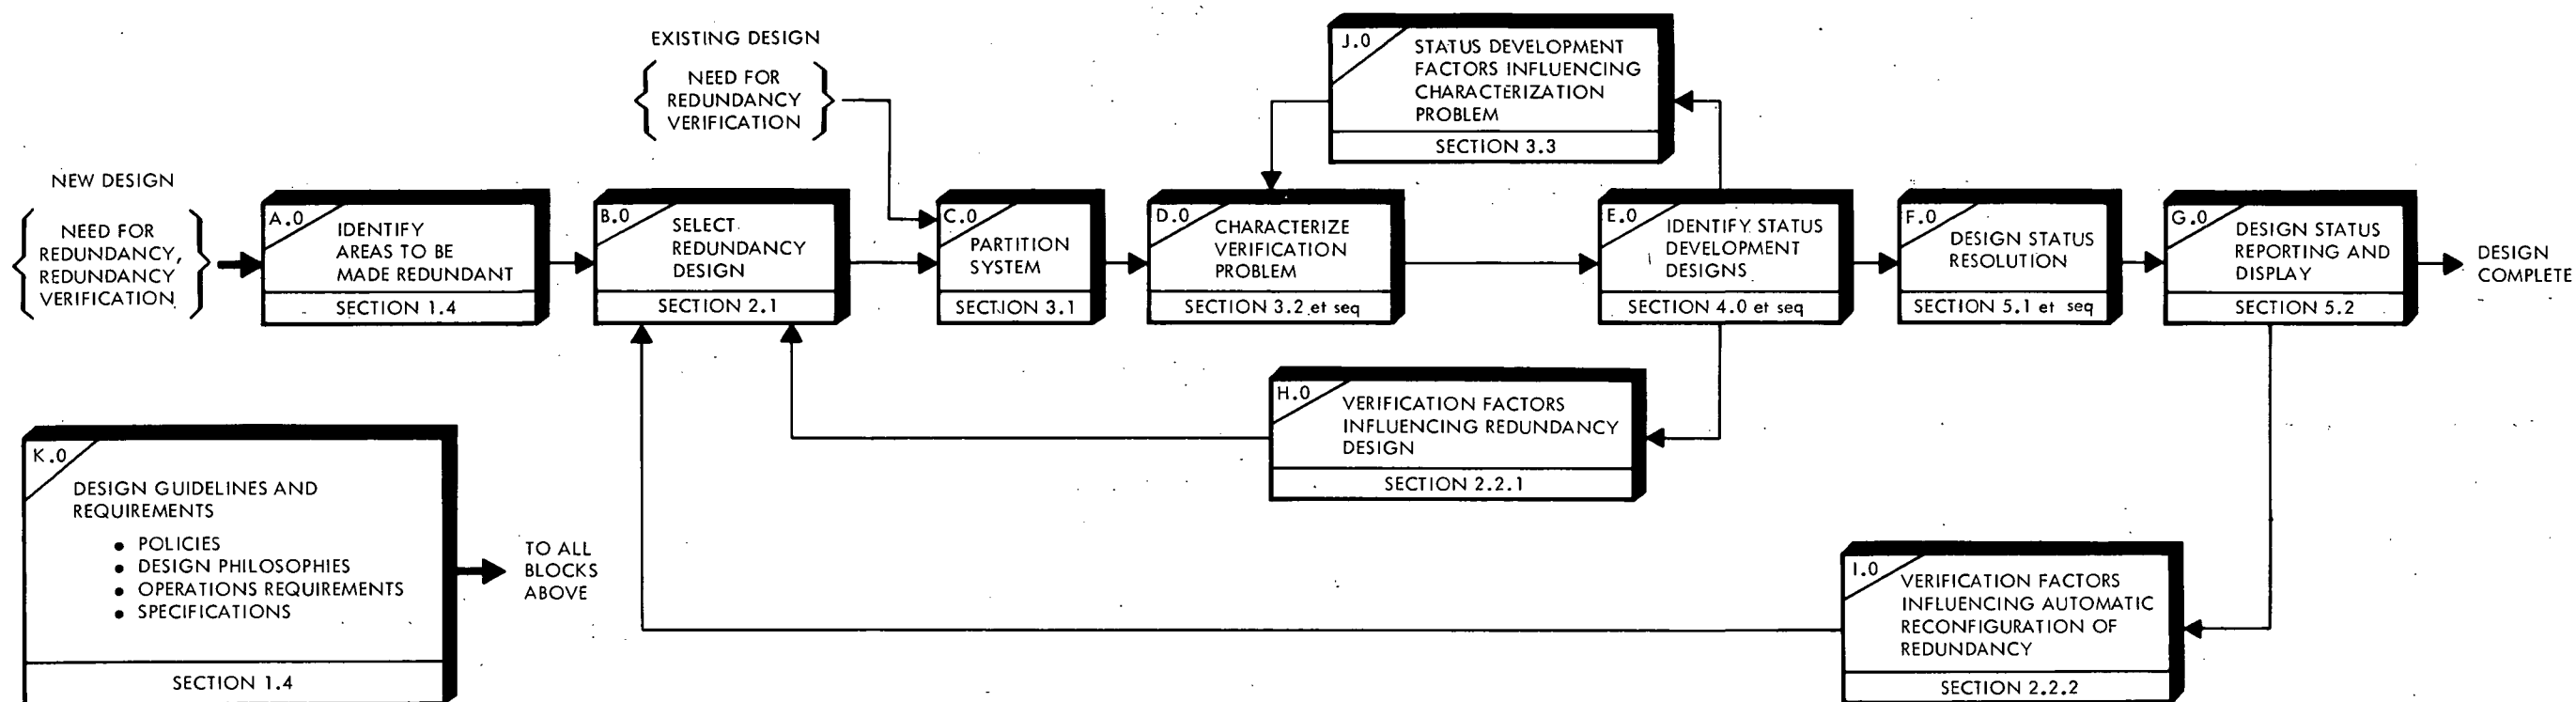 EXISTING DESIGN
NEED FOR
REDUNDANCY
VERIFICATION
J.0
STATUS DEVELOPMENT
FACTORS INFLUENCING
CHARACTERIZATION
PROBLEM
SECTION 3.3
NEW DESIGN
NEED FOR
REDUNDANCY,
REDUNDANCY
VERIFICATION
A.0
IDENTIFY
AREAS TO BE
MADE REDUNDANT
SECTION 1.4
B.0
SELECT
REDUNDANCY
DESIGN
SECTION 2.1
C.0
PARTITION
SYSTEM
SECTION 3.1
D.0
CHARACTERIZE
VERIFICATION
PROBLEM
SECTION 3.2 et seq
E.0
IDENTIFY STATUS
DEVELOPMENT
DESIGNS
SECTION 4.0 et seq
F.0
DESIGN STATUS
RESOLUTION
SECTION 5.1 et seq
G.0
DESIGN STATUS
REPORTING AND
DISPLAY
SECTION 5.2
DESIGN
COMPLETE
H.0
VERIFICATION FACTORS
INFLUENCING REDUNDANCY
DESIGN
SECTION 2.2.1
K.0
DESIGN GUIDELINES AND
REQUIREMENTS
• POLICIES
• DESIGN PHILOSOPHIES
• OPERATIONS REQUIREMENTS
• SPECIFICATIONS
SECTION 1.4
TO ALL
BLOCKS
ABOVE
I.0
VERIFICATION FACTORS
INFLUENCING AUTOMATIC
RECONFIGURATION OF
REDUNDANCY
SECTION 2.2.2